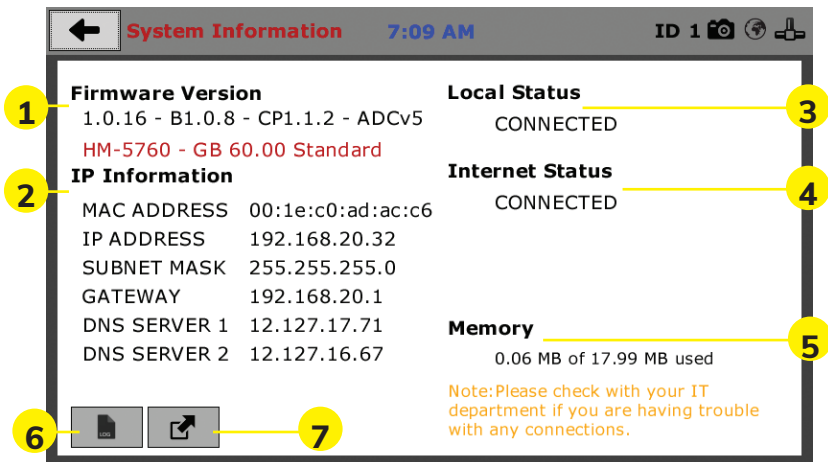 System Information 7:09 AM ID 1
1 Firmware Version
1.0.16 - B1.0.8 - CP1.1.2 - ADCv5
HM-5760 - GB 60.00 Standard
2 IP Information
MAC ADDRESS 00:1e:c0:ad:ac:c6
IP ADDRESS 192.168.20.32
SUBNET MASK 255.255.255.0
GATEWAY 192.168.20.1
DNS SERVER 1 12.127.17.71
DNS SERVER 2 12.127.16.67
Local Status 3
CONNECTED
Internet Status 4
CONNECTED
Memory 5
0.06 MB of 17.99 MB used
Note:Please check with your IT
department if you are having trouble
with any connections.
6 LOG 7